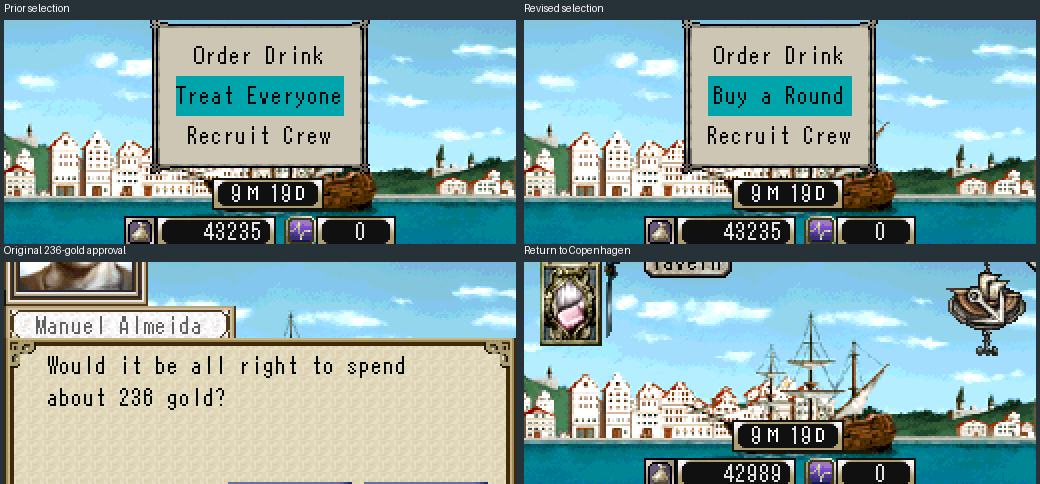 Prior selection
Order Drink
Treat Everyone
Recruit Crew
9M 19D
43235
0
Revised selection
Order Drink
Buy a Round
Recruit Crew
9M 19D
43235
0
Original 236-gold approval
Manuel Almeida
Would it be all right to spend
about 236 gold?
Return to Copenhagen
Tavern
9M 19D
42989
0